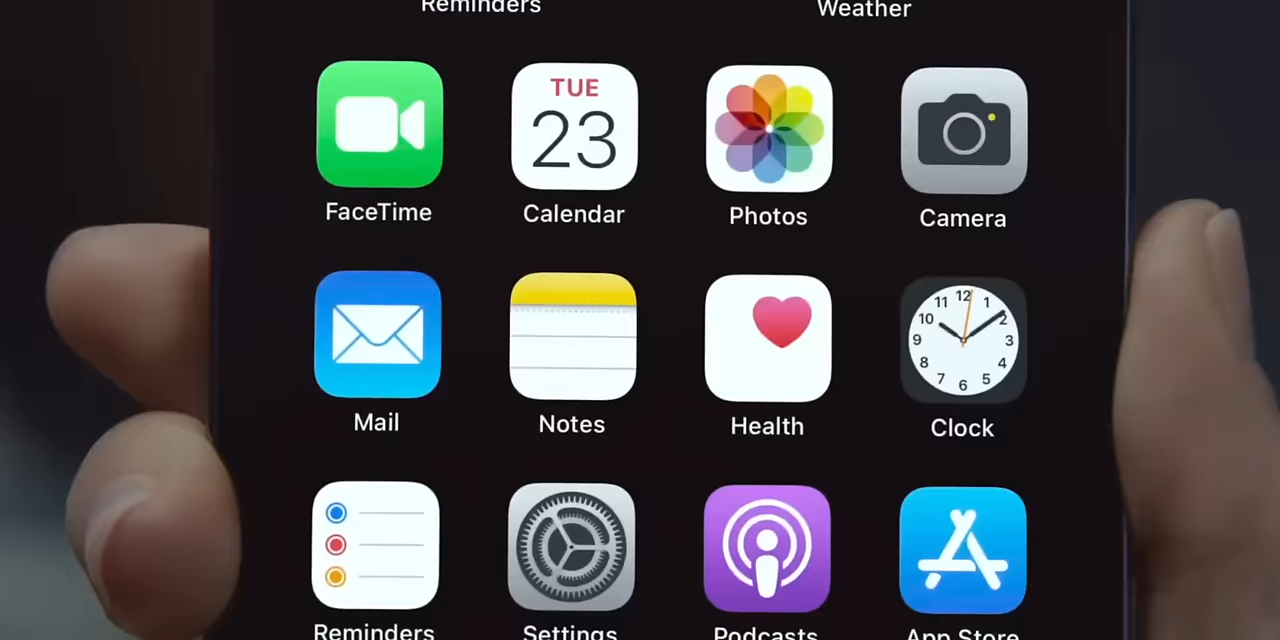 Reminders
Weather
TUE
23
FaceTime
Calendar
Photos
Camera
12
11
1
10
2
9
3
8
4
7
5
6
Mail
Notes
Health
Clock
Reminders
Settings
Podcasts
App Store